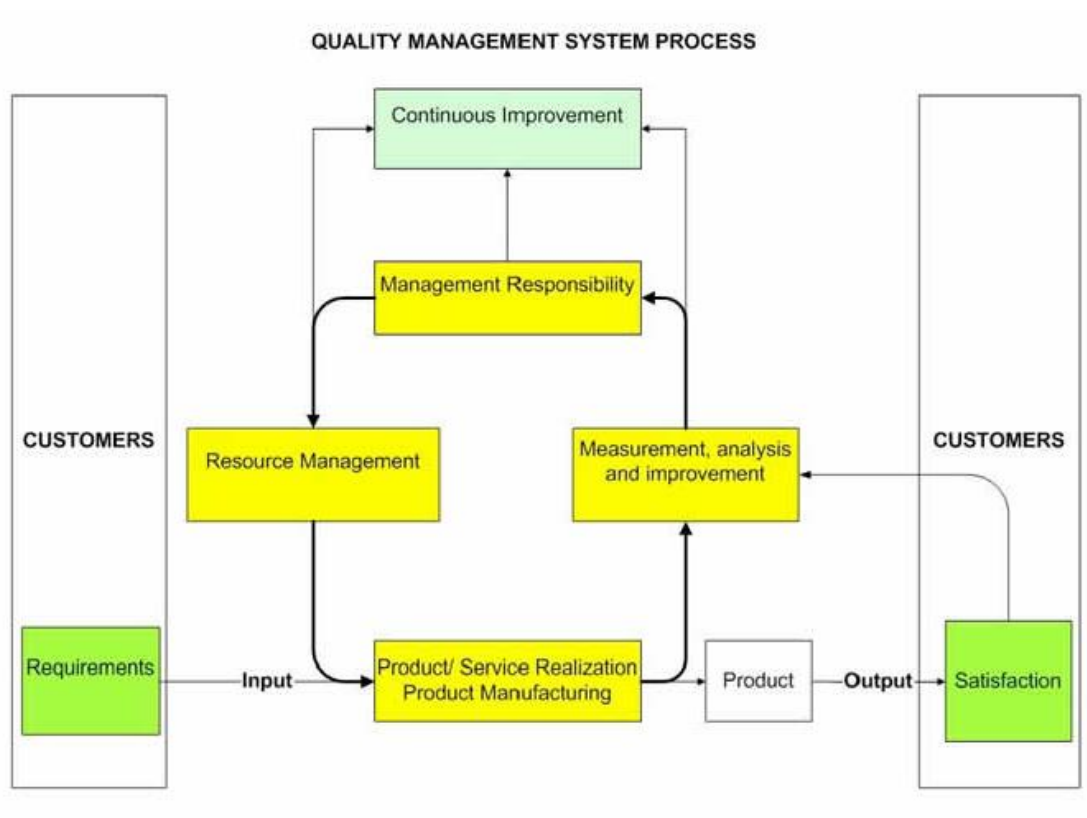 QUALITY MANAGEMENT SYSTEM PROCESS
Continuous Improvement
Management Responsibility
CUSTOMERS
Resource Management
Measurement, analysis
and improvement
CUSTOMERS
Requirements
Input
Product/ Service Realization
Product Manufacturing
Product
Output
Satisfaction